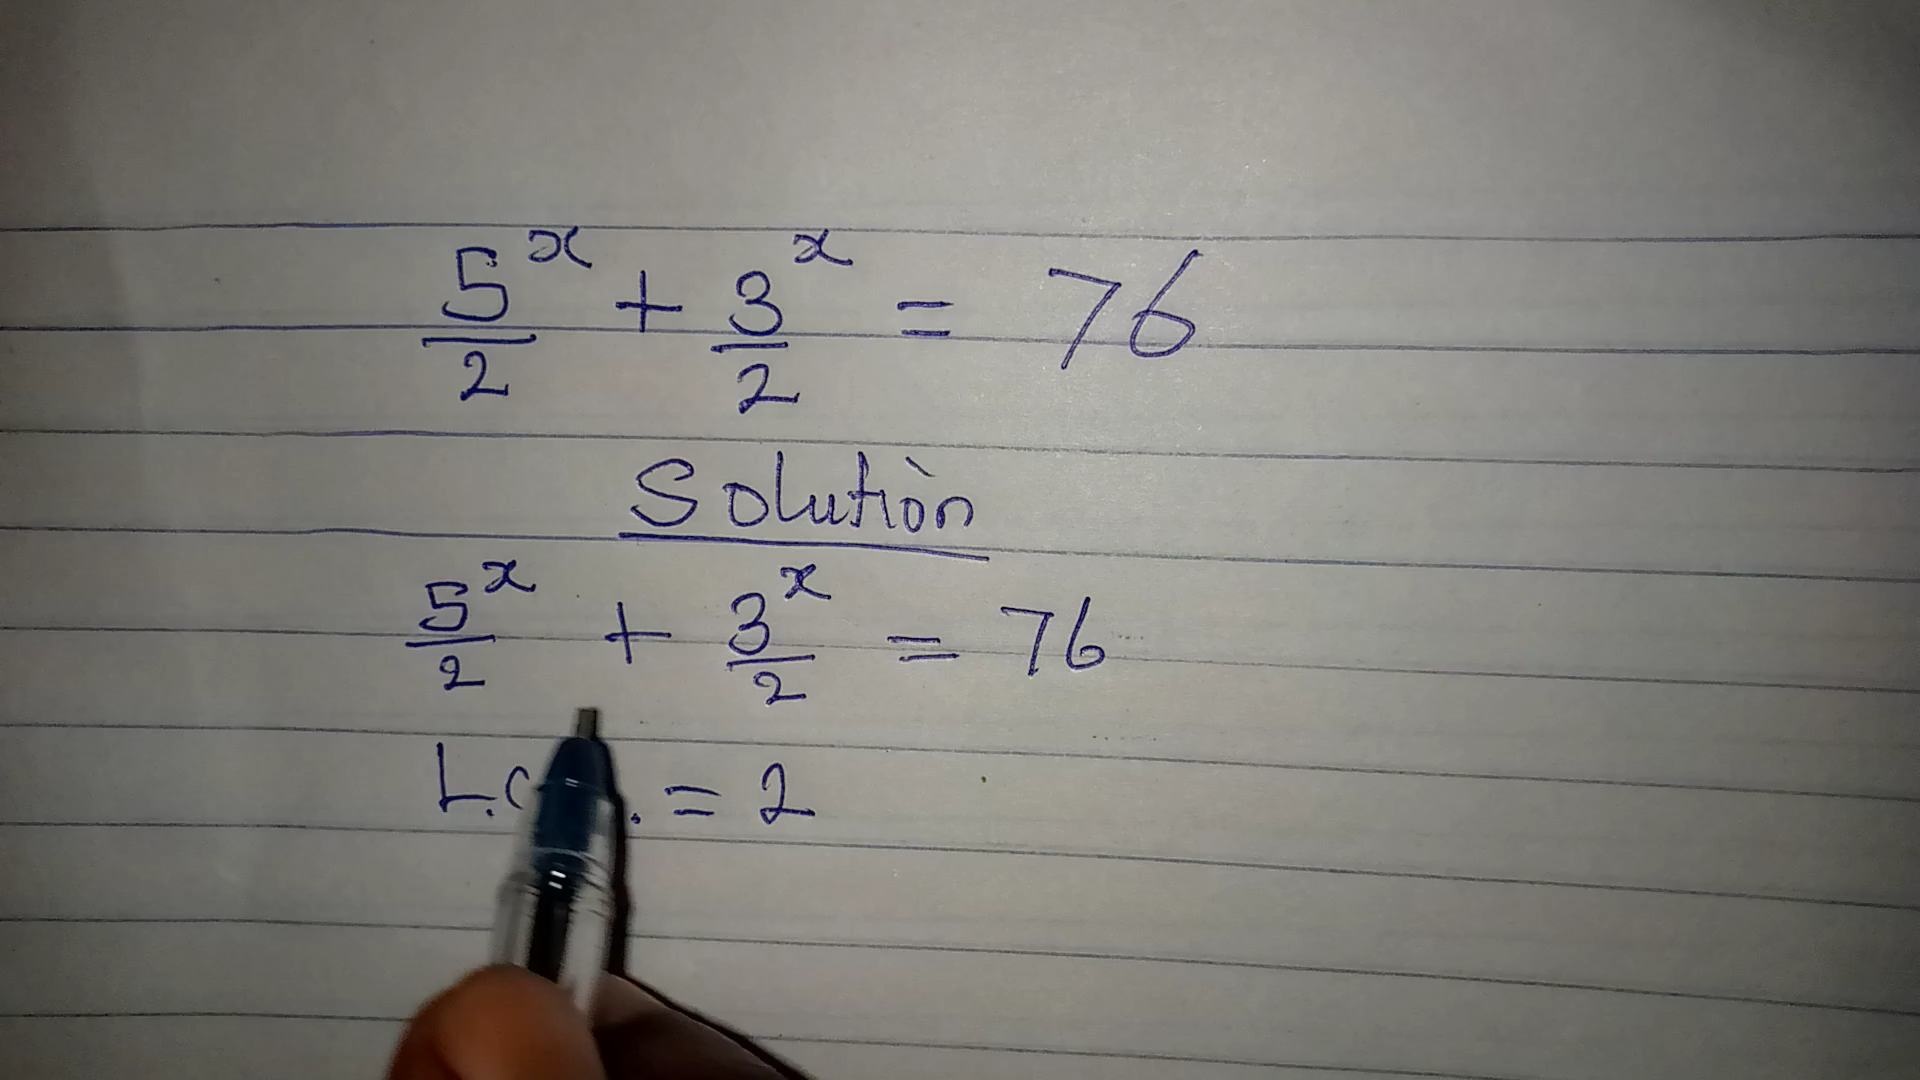 5^x/2 + 3^x/2 = 76
Solution
5^x/2 + 3^x/2 = 76
= 2